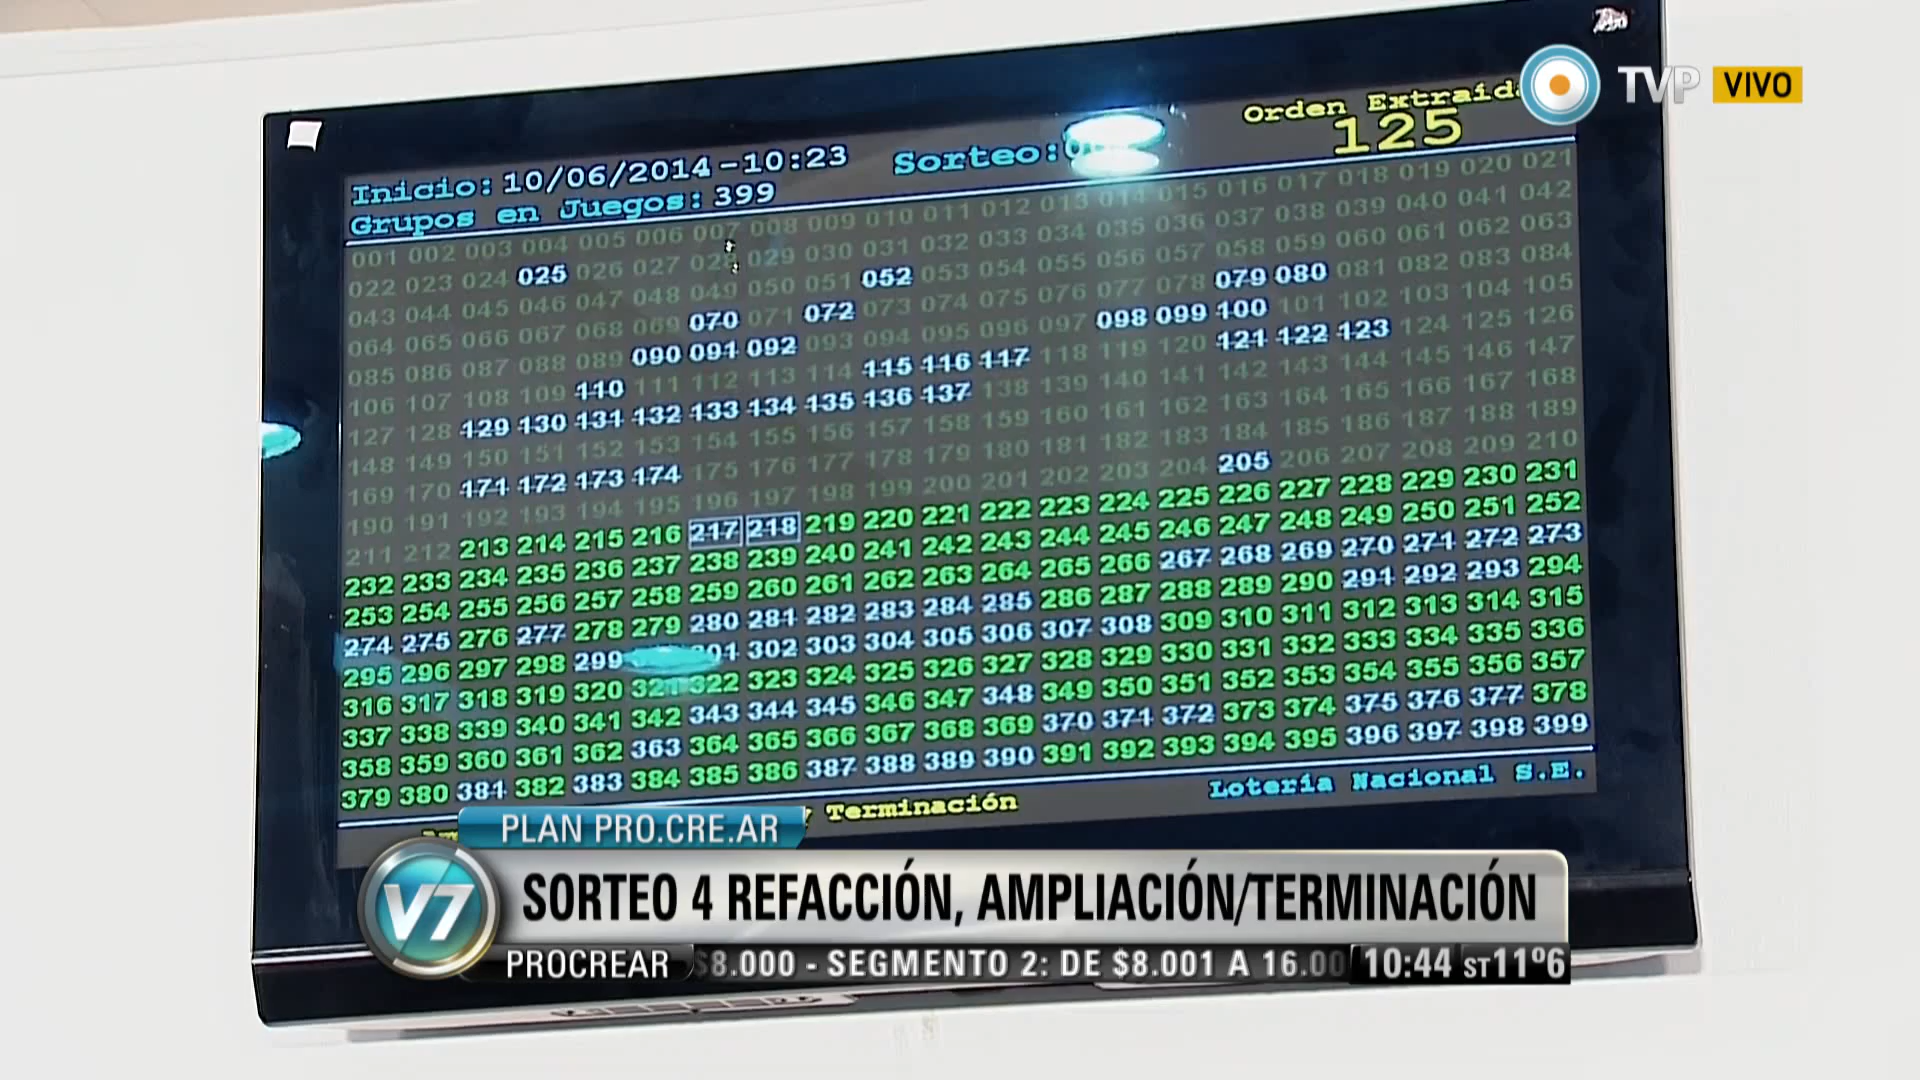 TVP VIVO
Orden Extraída
125
Inicio: 10/06/2014-10:23 Sorteo:
Grupos en Juegos: 399
001 002 003 004 005 006 007 008 009 010 011 012 013 014 015 016 017 018 019 020 021
022 023 024 025 026 027 028 029 030 031 032 033 034 035 036 037 038 039 040 041 042
043 044 045 046 047 048 049 050 051 052 053 054 055 056 057 058 059 060 061 062 063
064 065 066 067 068 069 070 071 072 073 074 075 076 077 078 079 080 081 082 083 084
085 086 087 088 089 090 091 092 093 094 095 096 097 098 099 100 101 102 103 104 105
106 107 108 109 110 111 112 113 114 115 116 117 118 119 120 121 122 123 124 125 126
127 128 129 130 131 132 133 134 135 136 137 138 139 140 141 142 143 144 145 146 147
148 149 150 151 152 153 154 155 156 157 158 159 160 161 162 163 164 165 166 167 168
169 170 171 172 173 174 175 176 177 178 179 180 181 182 183 184 185 186 187 188 189
190 191 192 193 194 195 196 197 198 199 200 201 202 203 204 205 206 207 208 209 210
211 212 213 214 215 216 217 218 219 220 221 222 223 224 225 226 227 228 229 230 231
232 233 234 235 236 237 238 239 240 241 242 243 244 245 246 247 248 249 250 251 252
253 254 255 256 257 258 259 260 261 262 263 264 265 266 267 268 269 270 271 272 273
274 275 276 277 278 279 280 281 282 283 284 285 286 287 288 289 290 291 292 293 294
295 296 297 298 299 301 302 303 304 305 306 307 308 309 310 311 312 313 314 315
316 317 318 319 320 321 322 323 324 325 326 327 328 329 330 331 332 333 334 335 336
337 338 339 340 341 342 343 344 345 346 347 348 349 350 351 352 353 354 355 356 357
358 359 360 361 362 363 364 365 366 367 368 369 370 371 372 373 374 375 376 377 378
379 380 381 382 383 384 385 386 387 388 389 390 391 392 393 394 395 396 397 398 399
y Terminación Lotería Nacional S.E.
PLAN PRO.CRE.AR
V7 SORTEO 4 REFACCIÓN, AMPLIACIÓN/TERMINACIÓN
PROCREAR $8.000 - SEGMENTO 2: DE $8.001 A 16.00 10:44 ST 11º6